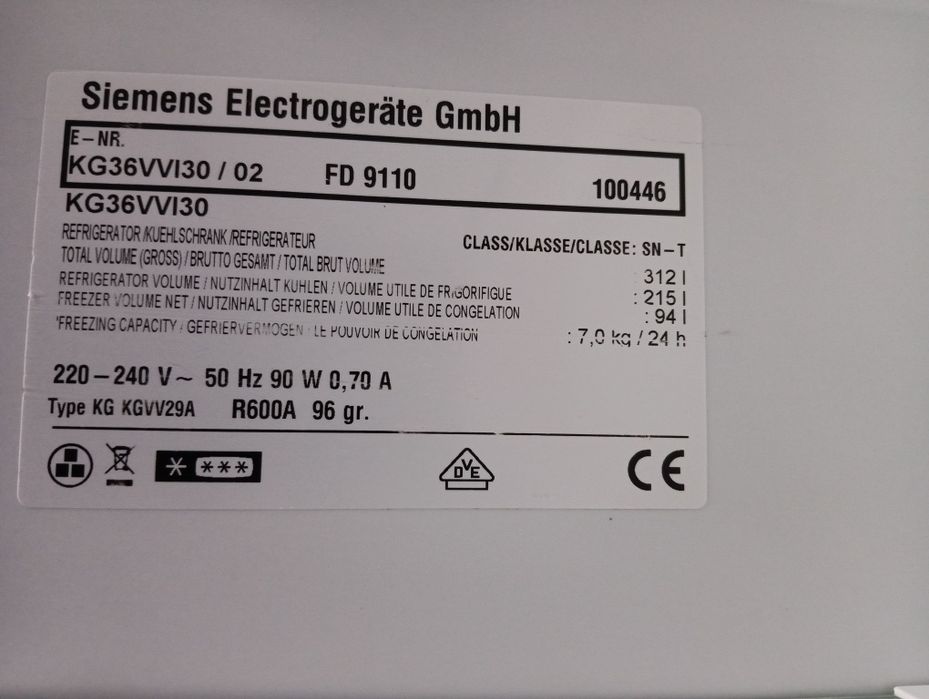 Siemens Electrogeräte GmbH
E-NR.
KG36VVI30 / 02 FD 9110 100446
KG36VVI30
REFRIGERATOR /KUEHLSCHRANK /REFRIGERATEUR CLASS/KLASSE/CLASSE: SN-T
TOTAL VOLUME (GROSS) / BRUTTO GESAMT / TOTAL BRUT VOLUME 312 l
REFRIGERATOR VOLUME / NUTZINHALT KUHLEN / VOLUME UTILE DE FRIGORIFIGUE : 215 l
FREEZER VOLUME NET / NUTZINHALT GEFRIEREN / VOLUME UTILE DE CONGELATION : 94 l
'FREEZING CAPACITY / GEFRIERVERMOGEN · LE POUVOIR DE CONGELATION : 7,0 kg / 24 h
220-240 V~ 50 Hz 90 W 0,70 A
Type KG KGVV29A R600A 96 gr.
* *** DVE CE